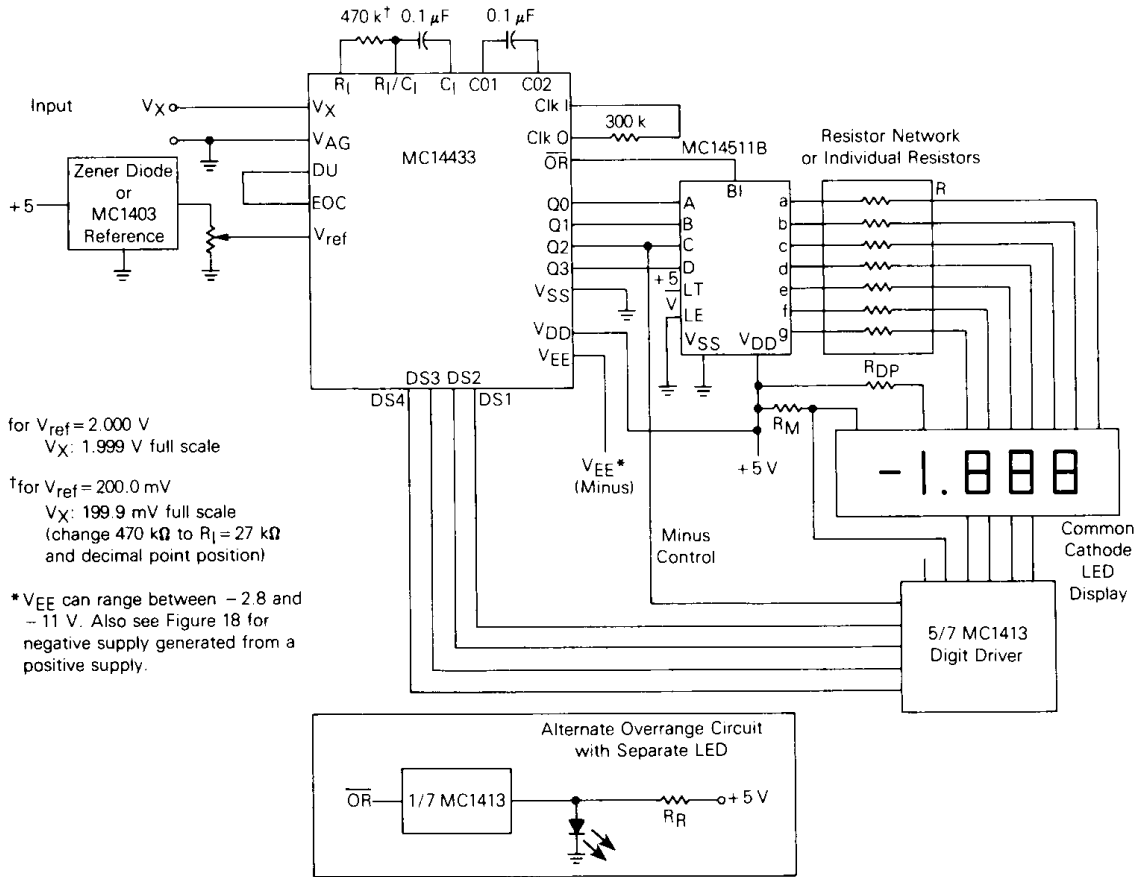 470 k† 0.1 µF 0.1 µF
RI RI/CI CI C01 C02
Input VX
VX
VAG
DU
EOC
Vref
MC14433
Zener Diode
or
MC1403
Reference
+5
Clk I
Clk O
300 k
OR
Q0
Q1
Q2
Q3
VSS
VDD
VEE
DS4 DS3 DS2 DS1
MC14511B
BI
A
B
C
D
+5
V
LT
LE
VSS VDD
a
b
c
d
e
f
g
Resistor Network
or Individual Resistors
R
RDP
RM
+5 V
VEE*
(Minus)
Minus
Control
-1.888
Common
Cathode
LED
Display
5/7 MC1413
Digit Driver
for Vref = 2.000 V
VX: 1.999 V full scale
†for Vref = 200.0 mV
VX: 199.9 mV full scale
(change 470 kΩ to RI = 27 kΩ
and decimal point position)
*VEE can range between −2.8 and
−11 V. Also see Figure 18 for
negative supply generated from a
positive supply.
Alternate Overrange Circuit
with Separate LED
OR
1/7 MC1413
RR
+5 V